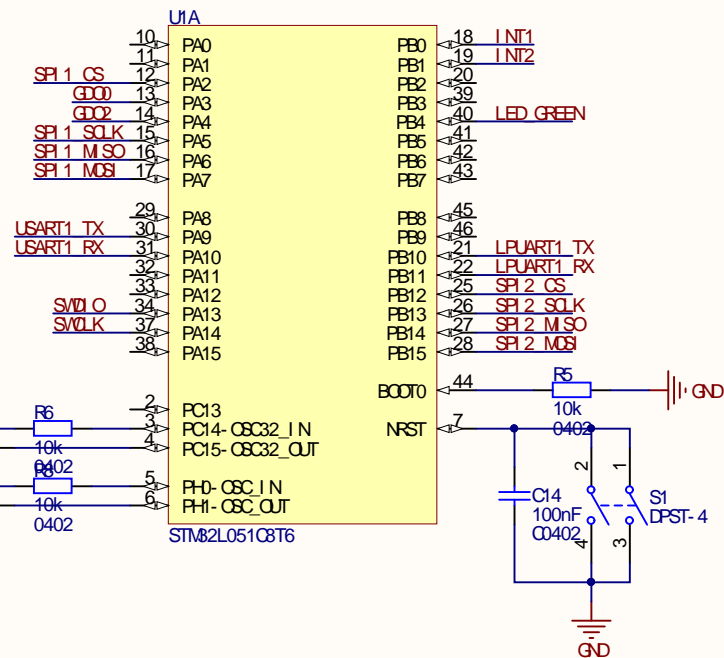 U1A
10 PA0 PB0 18 INT1
11 PA1 PB1 19 INT2
SPI1_CS 12 PA2 PB2 20
GDO0 13 PA3 PB3 39
GDO2 14 PA4 PB4 40 LED_GREEN
SPI1_SCLK 15 PA5 PB5 41
SPI1_MISO 16 PA6 PB6 42
SPI1_MOSI 17 PA7 PB7 43
29 PA8 PB8 45
USART1_TX 30 PA9 PB9 46
USART1_RX 31 PA10 PB10 21 LPUART1_TX
32 PA11 PB11 22 LPUART1_RX
33 PA12 PB12 25 SPI2_CS
SWDIO 34 PA13 PB13 26 SPI2_SCLK
SWCLK 37 PA14 PB14 27 SPI2_MISO
38 PA15 PB15 28 SPI2_MOSI
BOOT0 44 R5 GND
10k
0402
2 PC13
R6 3 PC14-OSC32_IN NRST 7
10k 4 PC15-OSC32_OUT
0402
5 PH0-OSC_IN
10k 6 PH1-OSC_OUT
0402
STM32L051C8T6
2 1
C14 S1
100nF DPST-4
C0402
4 3
GND